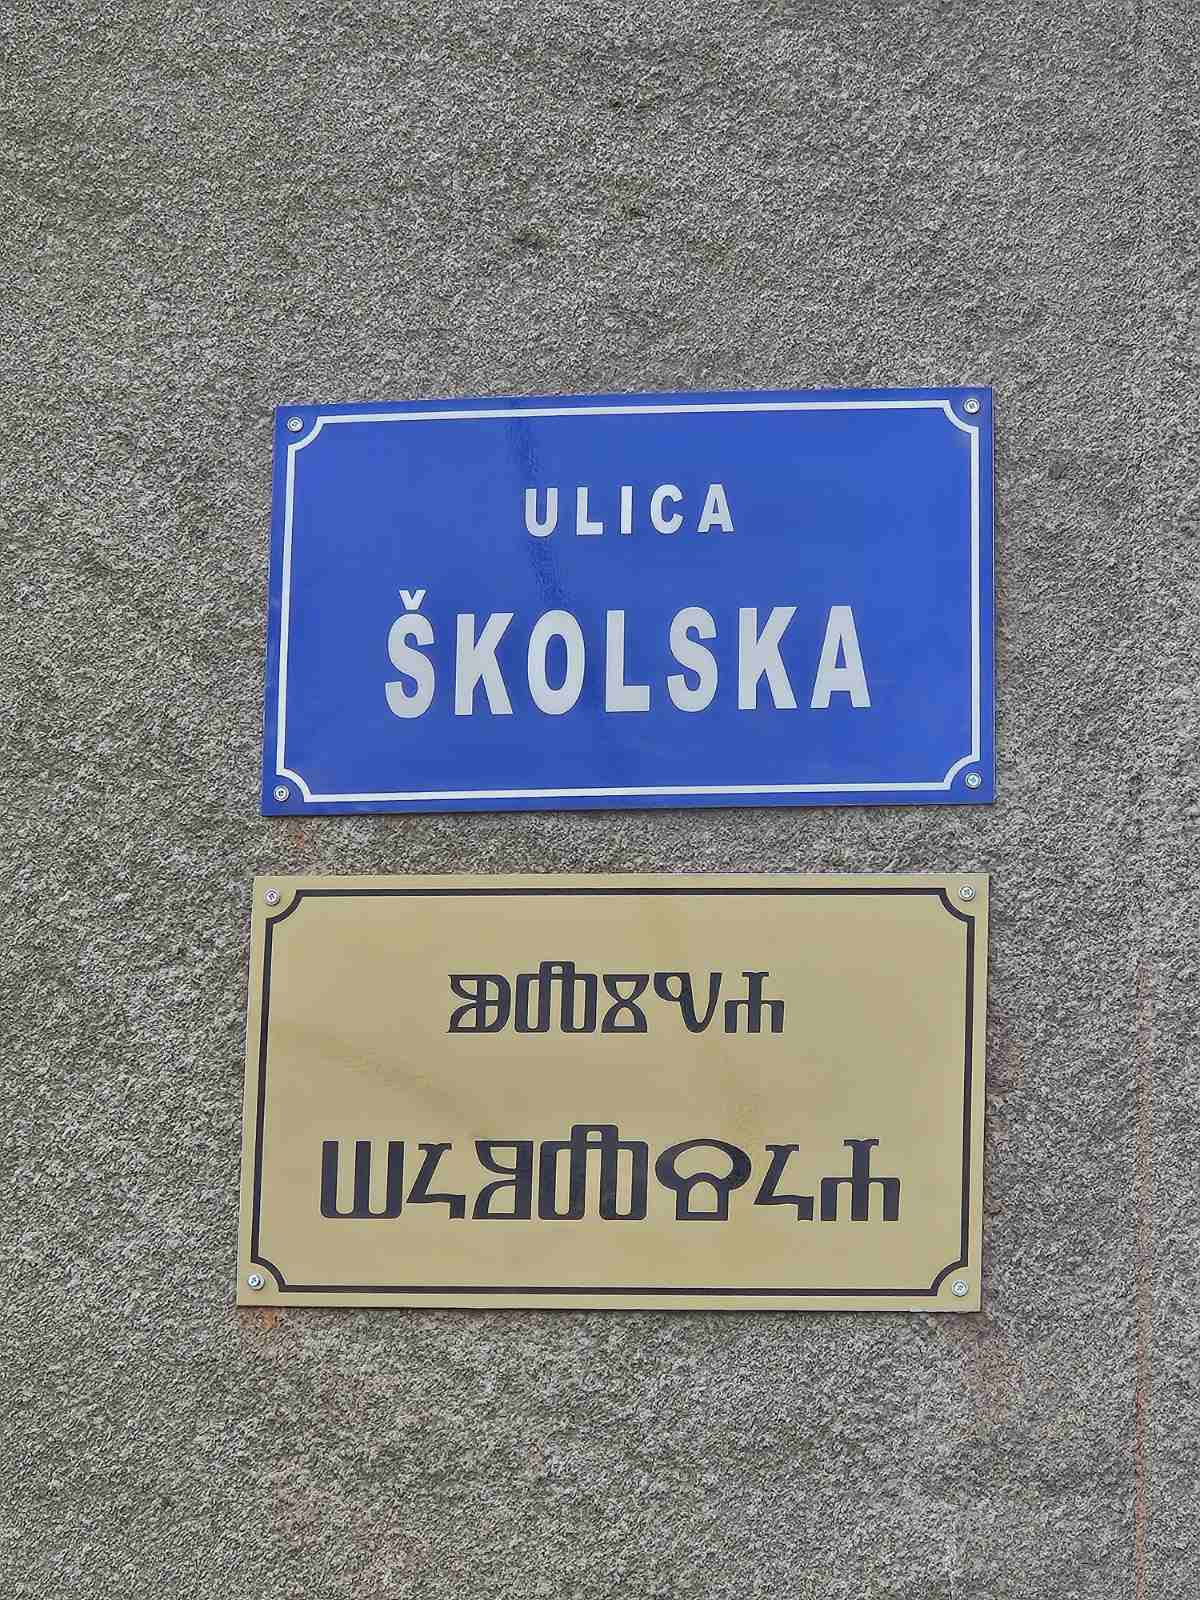 ULICA
ŠKOLSKA
ⰖⰎⰋⰜⰀ
ⰞⰍⰑⰎⰔⰍⰀ